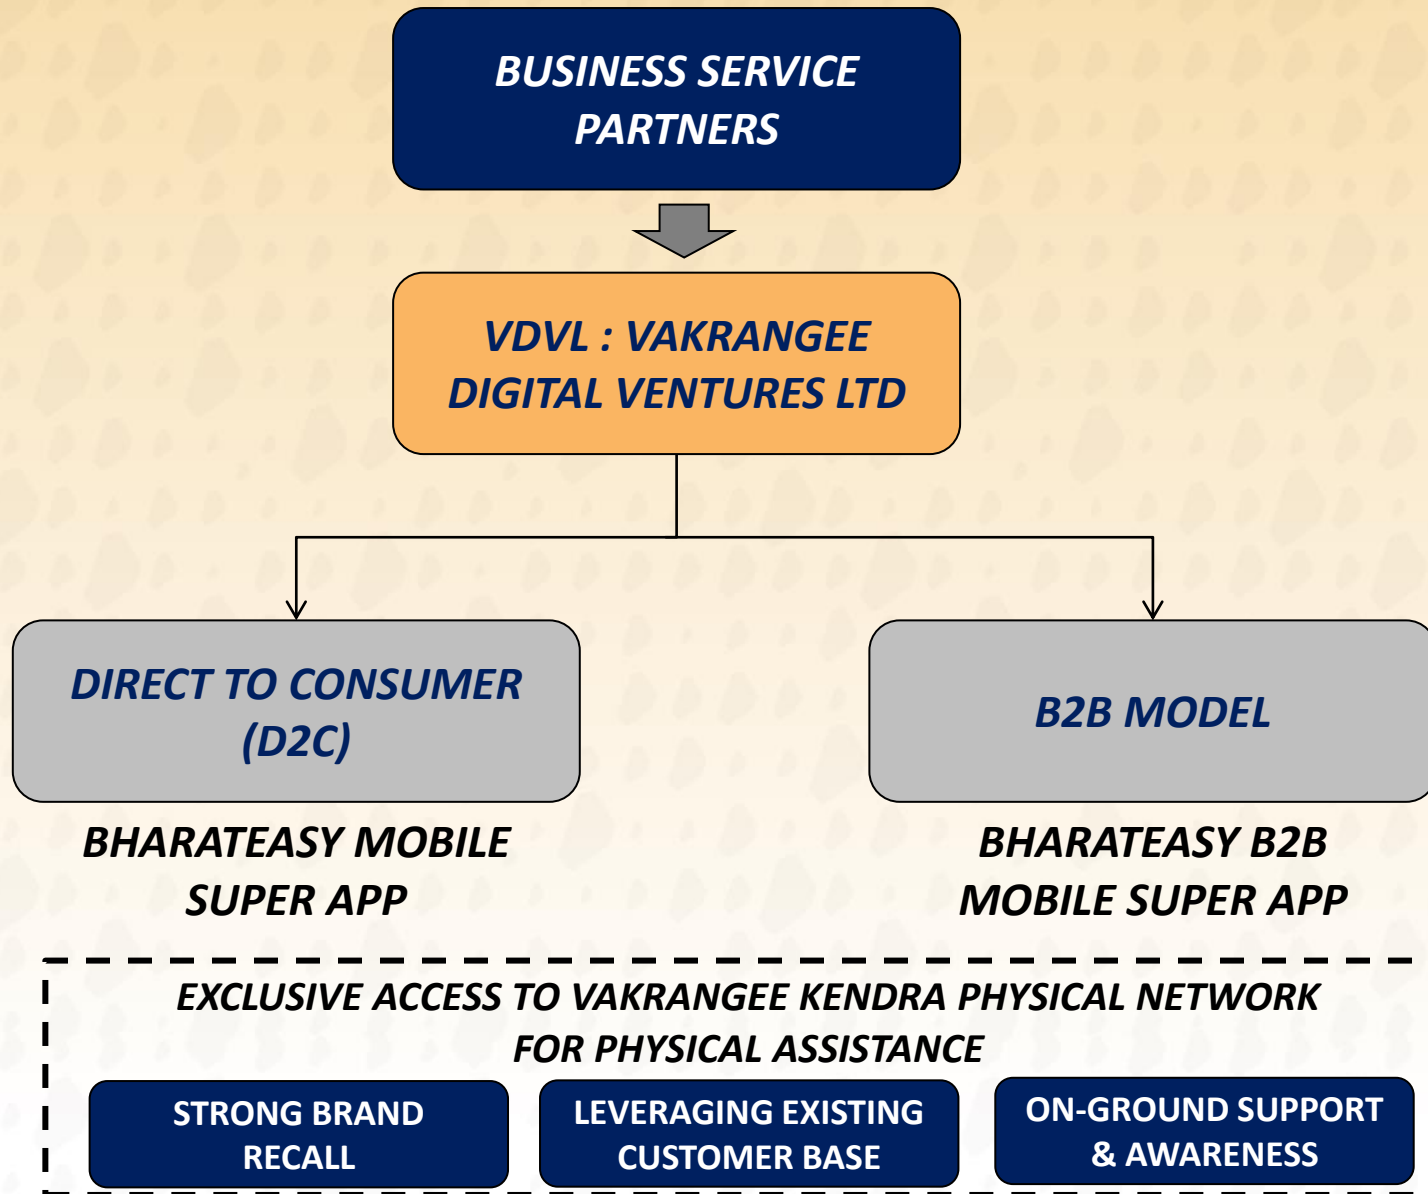 BUSINESS SERVICE
PARTNERS
VDVL : VAKRANGEE
DIGITAL VENTURES LTD
DIRECT TO CONSUMER
(D2C)
B2B MODEL
BHARATEASY MOBILE
SUPER APP
BHARATEASY B2B
MOBILE SUPER APP
EXCLUSIVE ACCESS TO VAKRANGEE KENDRA PHYSICAL NETWORK
FOR PHYSICAL ASSISTANCE
STRONG BRAND
RECALL
LEVERAGING EXISTING
CUSTOMER BASE
ON-GROUND SUPPORT
& AWARENESS